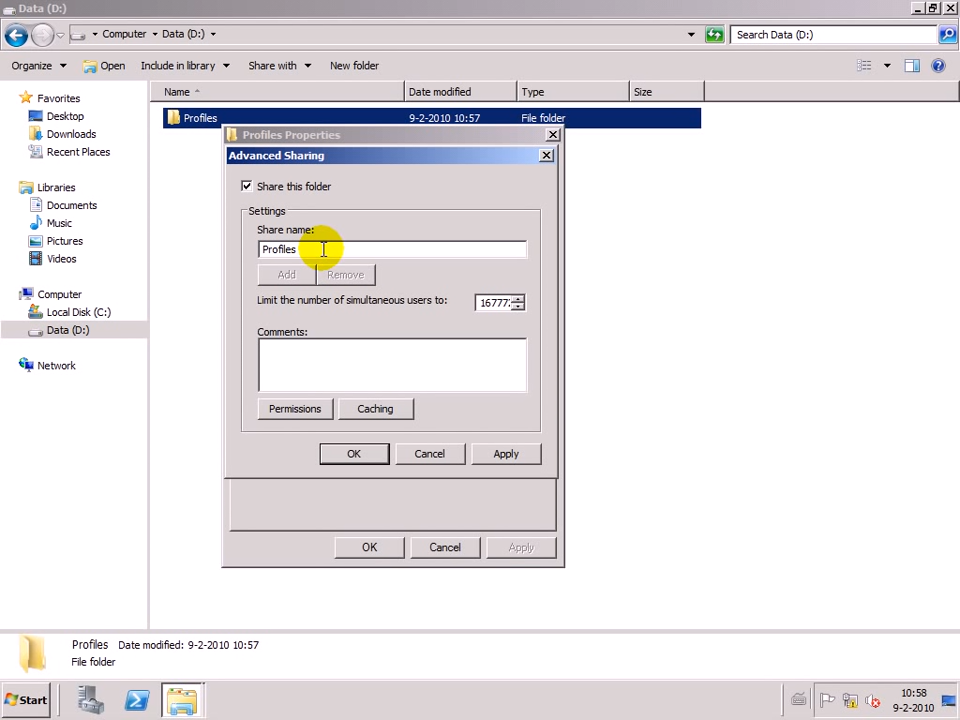 Data (D:)
Computer Data (D:)
Search Data (D:)
Organize Open Include in library Share with New folder
Favorites
Desktop
Downloads
Recent Places
Libraries
Documents
Music
Pictures
Videos
Computer
Local Disk (C:)
Data (D:)
Network
Name Date modified Type Size
Profiles 9-2-2010 10:57 File folder
Profiles Properties
Advanced Sharing
Share this folder
Settings
Share name:
Profiles
Add Remove
Limit the number of simultaneous users to:
Comments:
Permissions Caching
OK Cancel Apply
OK Cancel Apply
Profiles Date modified: 9-2-2010 10:57
File folder
Start
10:58
9-2-2010